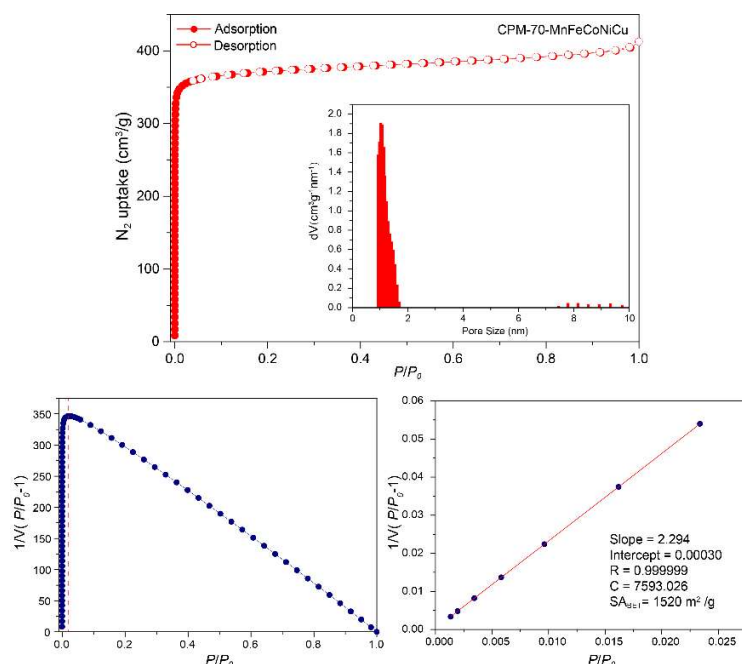 Adsorption
Desorption
CPM-70-MnFeCoNiCu
N₂ uptake (cm³/g)
400
300
200
100
0
0.0 0.2 0.4 0.6 0.8 1.0
P/P₀
dV(cm³g⁻¹nm⁻¹)
2.0
1.8
1.6
1.4
1.2
1.0
0.8
0.6
0.4
0.2
0.0
0 2 4 6 8 10
Pore Size (nm)
1/V( P/P₀-1)
350
300
250
200
150
100
50
0
0.0 0.2 0.4 0.6 0.8 1.0
P/P₀
1/V( P/P₀-1)
0.06
0.05
0.04
0.03
0.02
0.01
0.00
0.000 0.005 0.010 0.015 0.020 0.025
P/P₀
Slope = 2.294
Intercept = 0.00030
R = 0.999999
C = 7593.026
SA_BET= 1520 m²/g